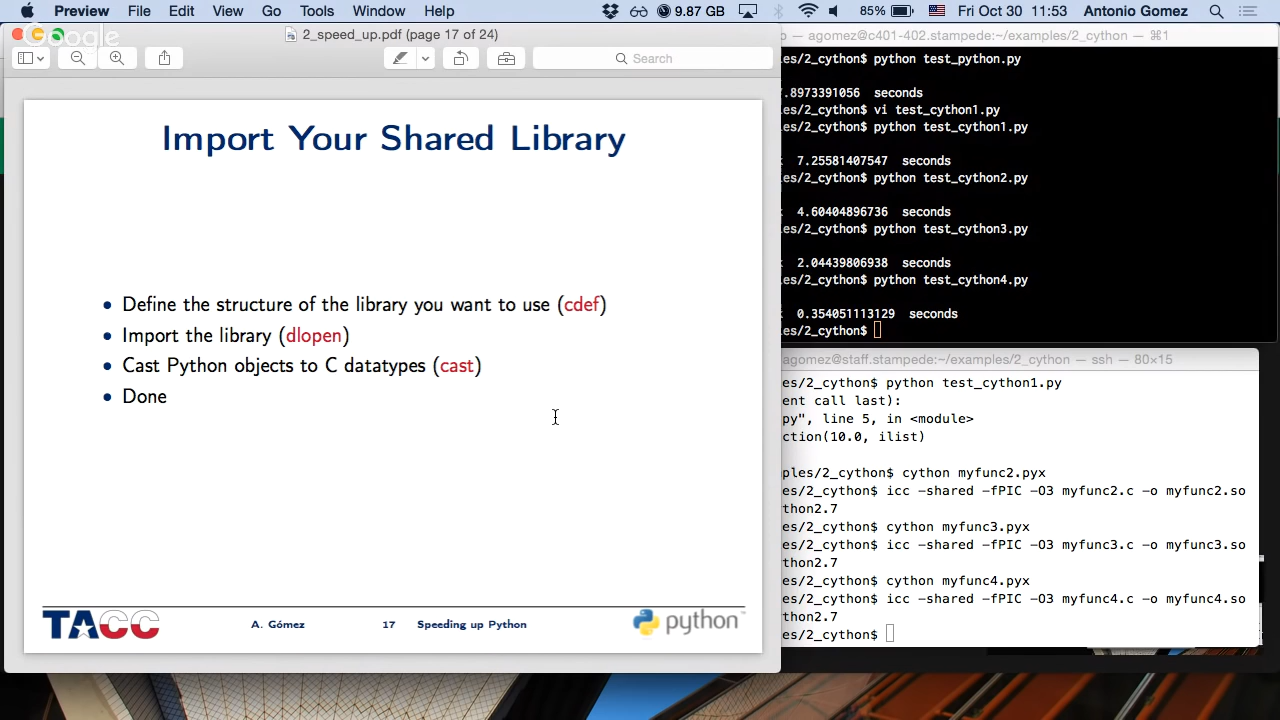 Preview File Edit View Go Tools Window Help 9.87 GB 85% Fri Oct 30 11:53 Antonio Gomez
Google
2_speed_up.pdf (page 17 of 24)
Search
Import Your Shared Library
• Define the structure of the library you want to use (cdef)
• Import the library (dlopen)
• Cast Python objects to C datatypes (cast)
• Done
TACC
A. Gómez 17 Speeding up Python
python
— agomez@c401-402.stampede:~/examples/2_cython — ⌘1
es/2_cython$ python test_python.py
7.8973391056 seconds
es/2_cython$ vi test_cython1.py
es/2_cython$ python test_cython1.py
7.25581407547 seconds
es/2_cython$ python test_cython2.py
4.60404896736 seconds
es/2_cython$ python test_cython3.py
2.04439806938 seconds
es/2_cython$ python test_cython4.py
0.354051113129 seconds
es/2_cython$
agomez@staff.stampede:~/examples/2_cython — ssh — 80×15
es/2_cython$ python test_cython1.py
ent call last):
py", line 5, in <module>
ction(10.0, ilist)
ples/2_cython$ cython myfunc2.pyx
es/2_cython$ icc -shared -fPIC -O3 myfunc2.c -o myfunc2.so
thon2.7
es/2_cython$ cython myfunc3.pyx
es/2_cython$ icc -shared -fPIC -O3 myfunc3.c -o myfunc3.so
thon2.7
es/2_cython$ cython myfunc4.pyx
es/2_cython$ icc -shared -fPIC -O3 myfunc4.c -o myfunc4.so
thon2.7
es/2_cython$